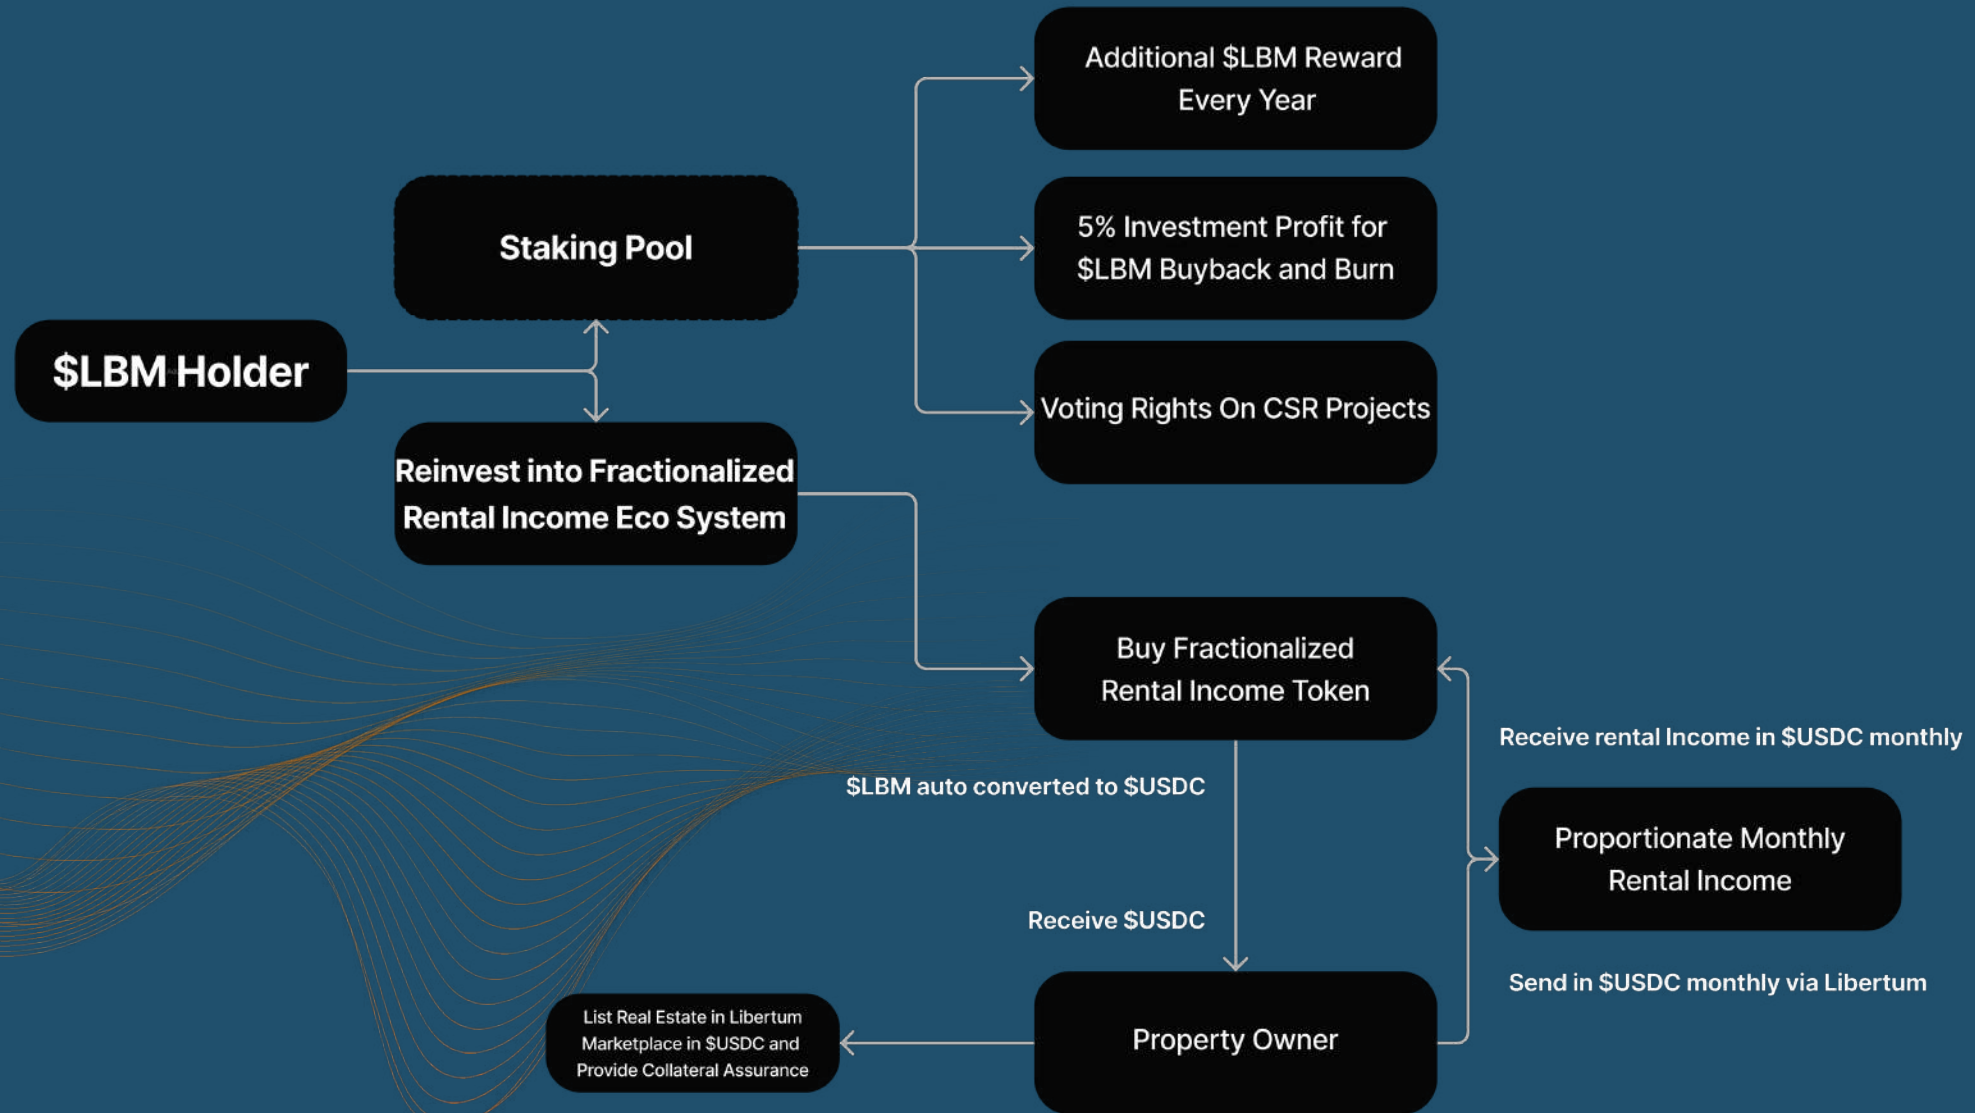 Additional $LBM Reward
Every Year
Staking Pool
5% Investment Profit for
$LBM Buyback and Burn
$LBM Holder
Voting Rights On CSR Projects
Reinvest into Fractionalized
Rental Income Eco System
Buy Fractionalized
Rental Income Token
Receive rental Income in $USDC monthly
$LBM auto converted to $USDC
Proportionate Monthly
Rental Income
Receive $USDC
Send in $USDC monthly via Libertum
List Real Estate in Libertum
Marketplace in $USDC and
Provide Collateral Assurance
Property Owner